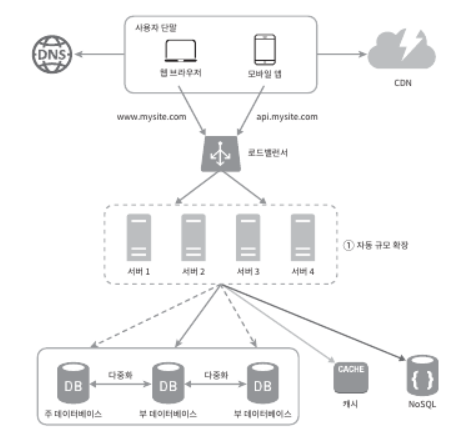 사용자 단말
DNS
웹 브라우저
모바일 앱
CDN
www.mysite.com
api.mysite.com
로드밸런서
서버 1
서버 2
서버 3
서버 4
① 자동 규모 확장
DB
다중화
DB
다중화
DB
주 데이터베이스
부 데이터베이스
부 데이터베이스
CACHE
캐시
{ }
NoSQL